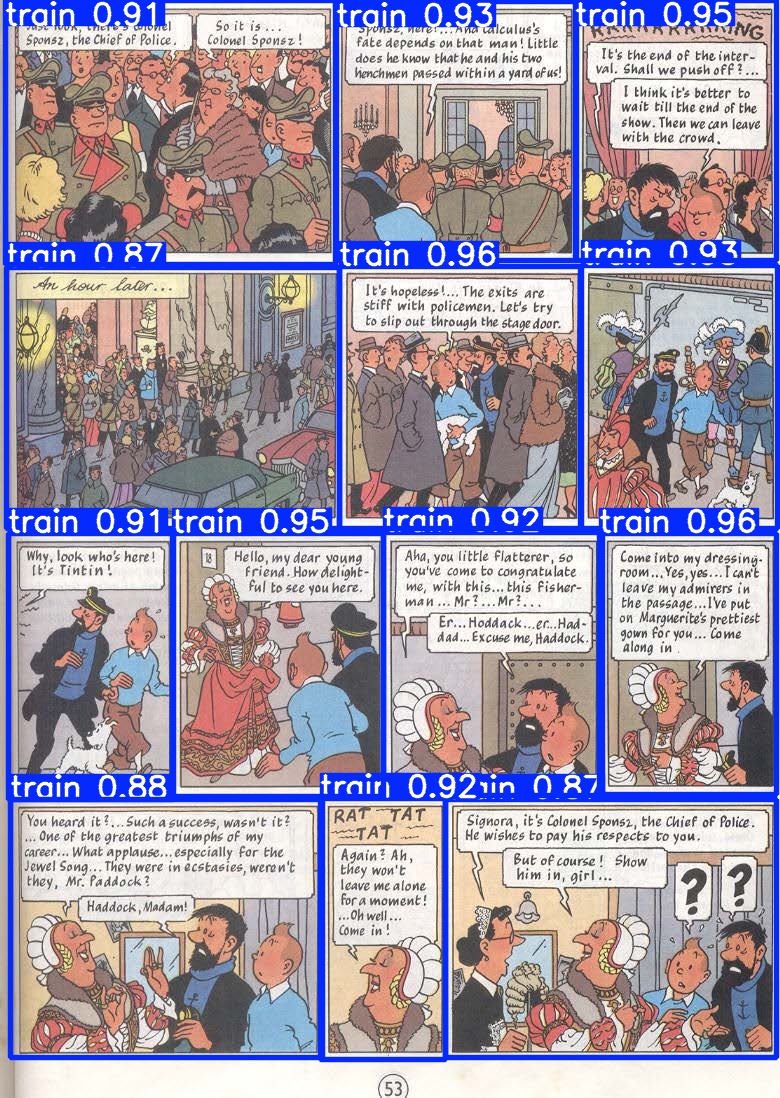 train 0.91
train 0.93
train 0.95
Just look, there's Colonel
Sponsz, the Chief of Police.
So it is...
Colonel Sponsz!
Sponsz, here!... And Calculus's
fate depends on that man! Little
does he know that he and his two
henchmen passed within a yard of us!
It's the end of the inter-
val. Shall we push off?...
I think it's better to
wait till the end of the
show. Then we can leave
with the crowd.
train 0.87
train 0.96
train 0.93
An hour later...
It's hopeless!... The exits are
stiff with policemen. Let's try
to slip out through the stage door.
train 0.91
train 0.95
train 0.92
train 0.96
Why, look who's here!
It's Tintin!
18
Hello, my dear young
friend. How delight-
ful to see you here.
Aha, you little flatterer, so
you've come to congratulate
me, with this... this fisher-
man... Mr?... Mr?...
Er... Hoddack...er...Had-
dad... Excuse me, Haddock.
Come into my dressing-
room... Yes, yes... I can't
leave my admirers in
the passage... I've put
on Marguerite's prettiest
gown for you... Come
along in.
train 0.88
train 0.92
train 0.87
You heard it?... Such a success, wasn't it?
...One of the greatest triumphs of my
career... What applause... especially for the
Jewel Song... They were in ecstasies, weren't
they, Mr. Paddock?
Haddock, Madam!
RAT TAT
TAT
Again? Ah,
they won't
leave me alone
for a moment!
...Oh well...
Come in!
Signora, it's Colonel Sponsz, the Chief of Police.
He wishes to pay his respects to you.
But of course! Show
him in, girl...
? ?
53